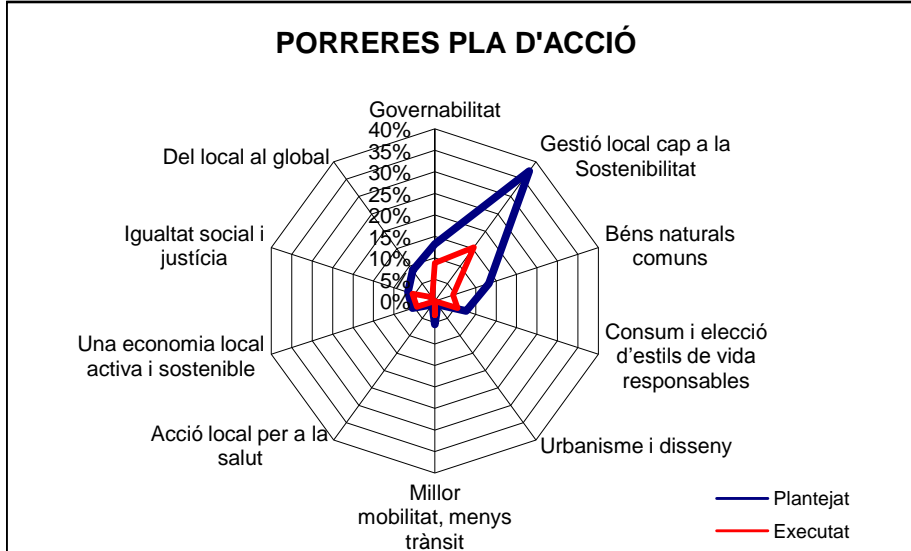 PORRERES PLA D'ACCIÓ
Governabilitat
40%
35%
30%
25%
20%
15%
10%
5%
0%
Gestió local cap a la
Sostenibilitat
Béns naturals
comuns
Consum i elecció
d’estils de vida
responsables
Urbanisme i disseny
Millor
mobilitat, menys
trànsit
Acció local per a la
salut
Una economia local
activa i sostenible
Igualtat social i
justícia
Del local al global
Plantejat
Executat